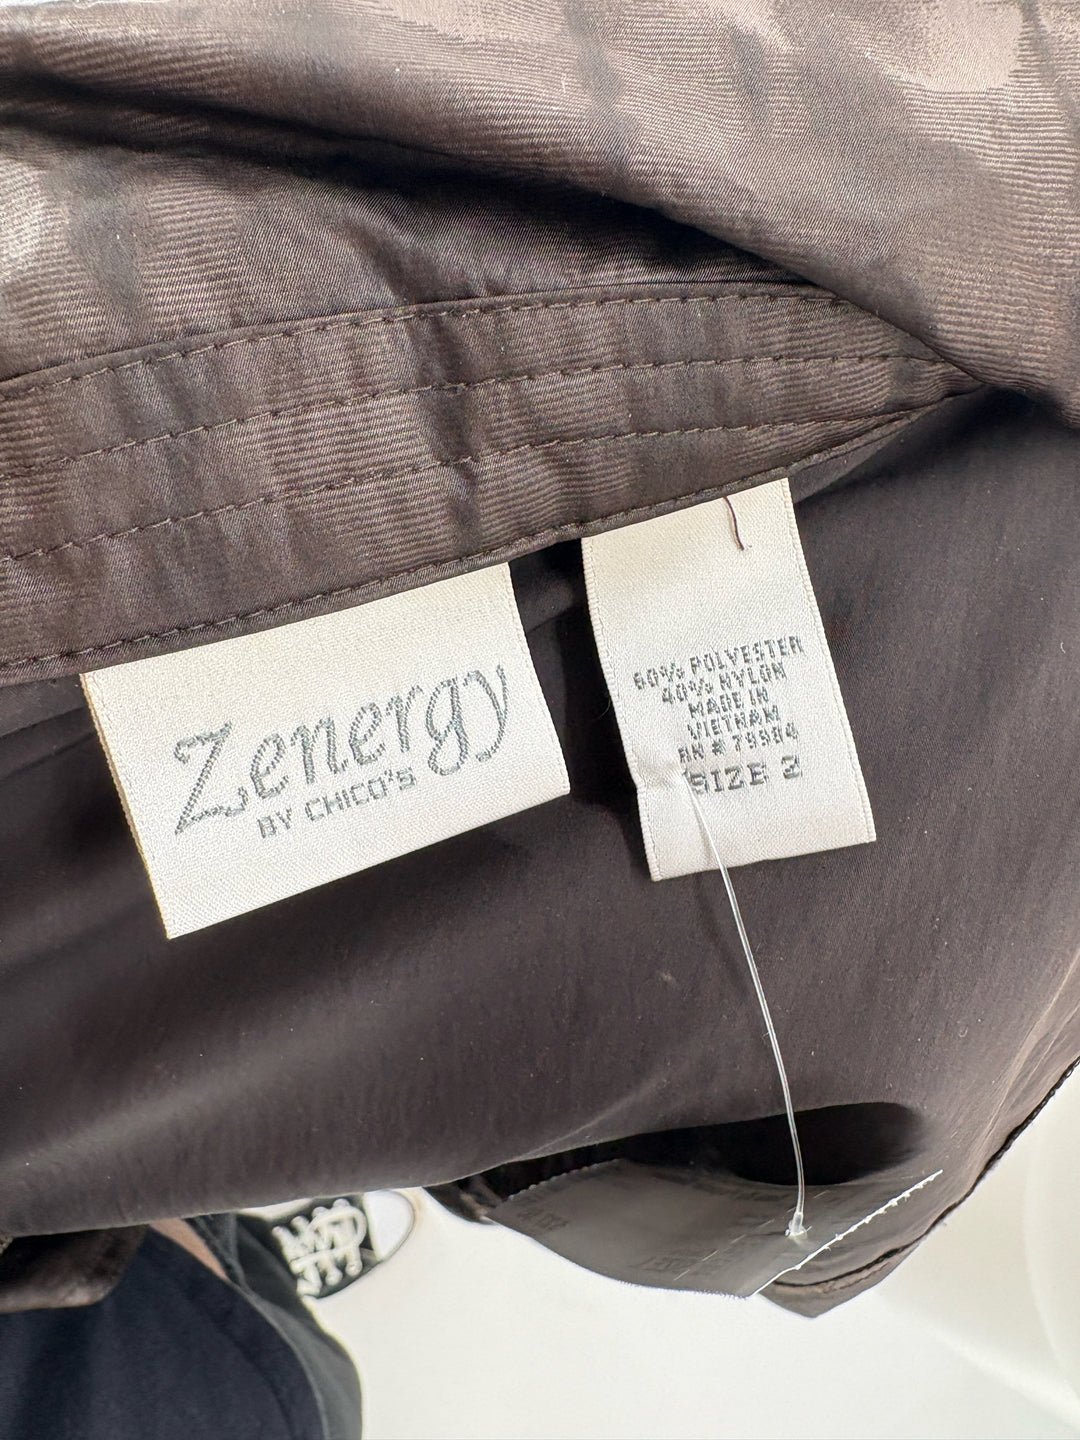 Zenergy
BY CHICO'S
60% POLYESTER
40% NYLON
MADE IN
VIETNAM
RN # 79984
SIZE 2